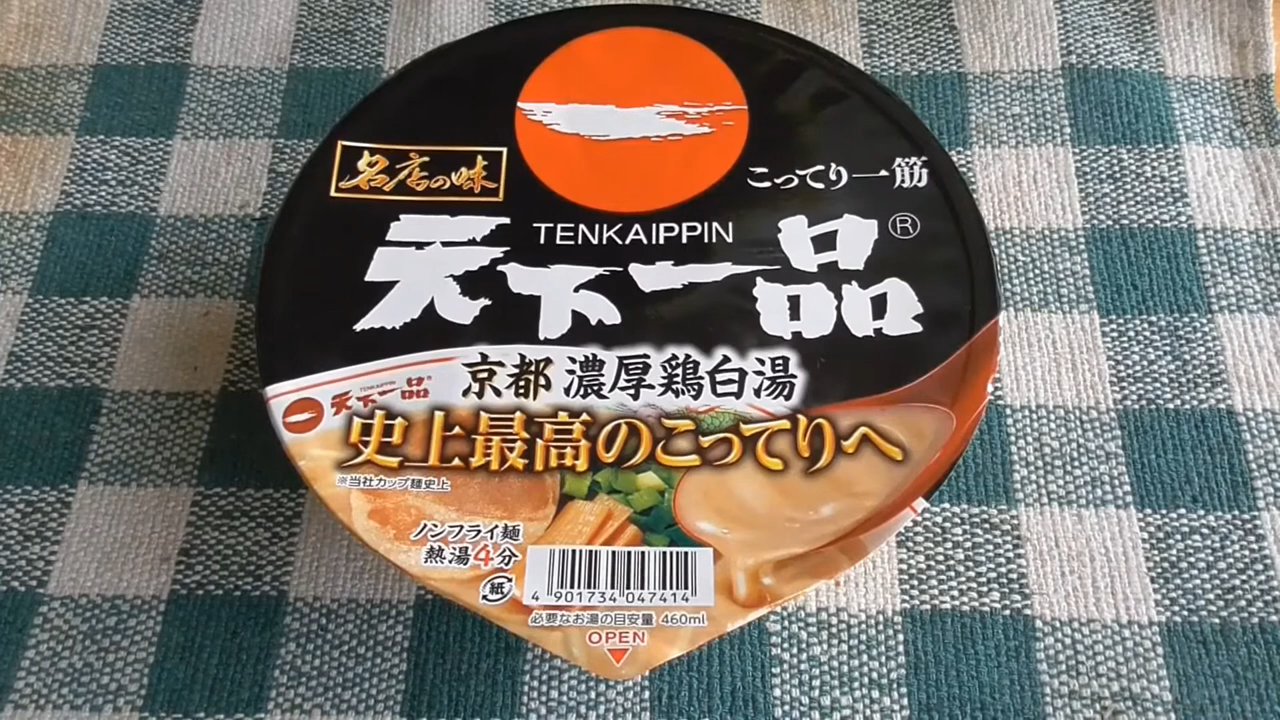 名店の味
こってり一筋
TENKAIPPIN
天下一品®
京都 濃厚鶏白湯
TENKAIPPIN
天下一品®
史上最高のこってりへ
※当社カップ麺史上
ノンフライ麺
熱湯4分
紙
4 901734 047414
必要なお湯の目安量 460ml
OPEN